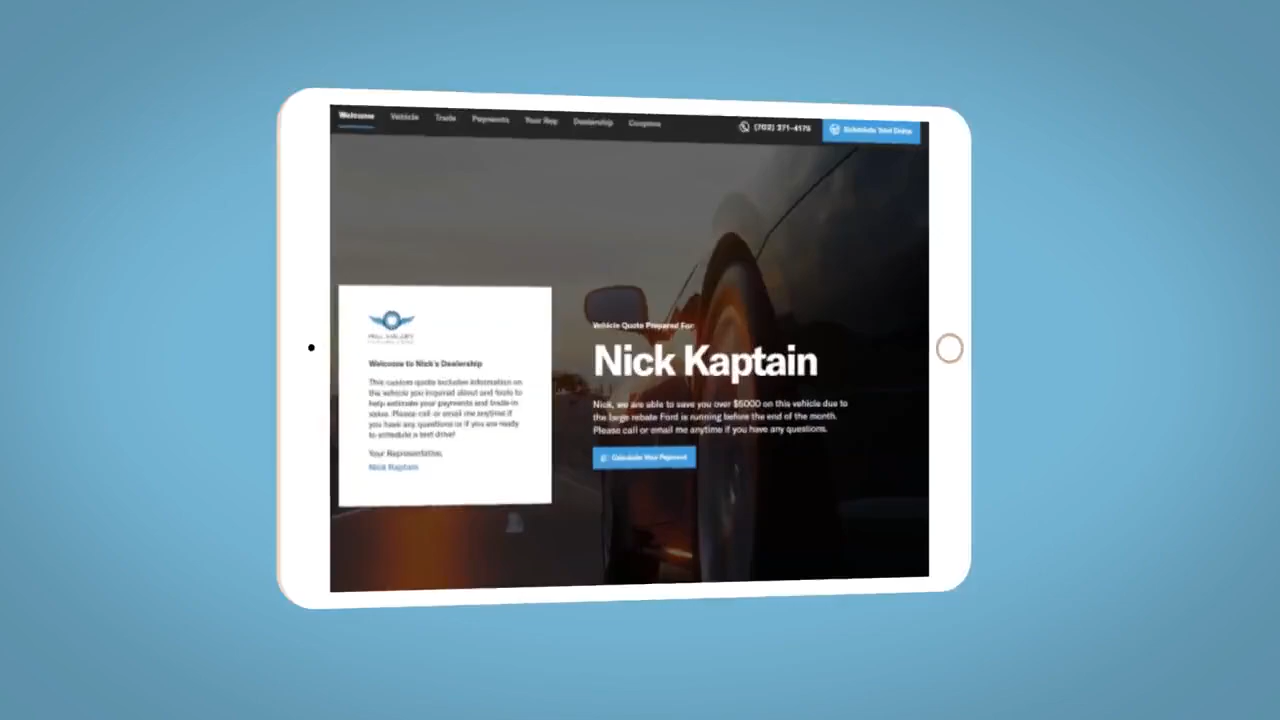 Welcome Vehicle Trade Payments Your Rep Dealership Coupons (702) 271-4175 Schedule Test Drive
Welcome to Nick's Dealership
This custom quote includes information on
the vehicle you inquired about and tools to
help estimate your payments and trade-in
value. Please call or email me anytime if
you have any questions or if you are ready
to schedule a test drive!
Your Representative,
Nick Kaptain
Vehicle Quote Prepared For:
Nick Kaptain
Nick, we are able to save you over $5000 on this vehicle due to
the large rebate Ford is running before the end of the month.
Please call or email me anytime if you have any questions.
Calculate Your Payment